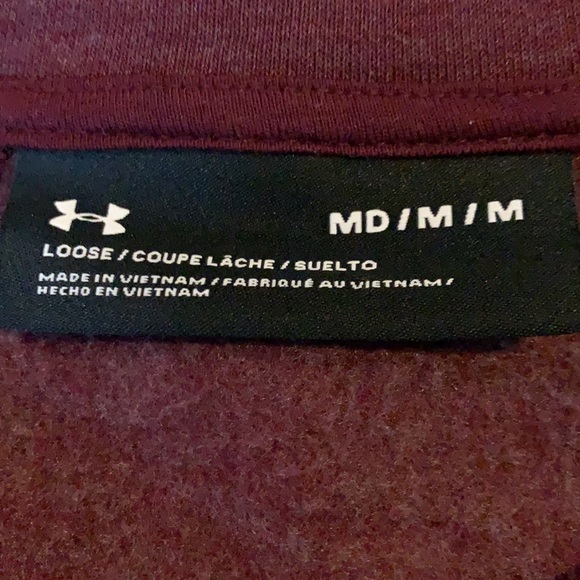 MD / M / M
LOOSE / COUPE LÂCHE / SUELTO
MADE IN VIETNAM / FABRIQUÉ AU VIETNAM /
HECHO EN VIETNAM